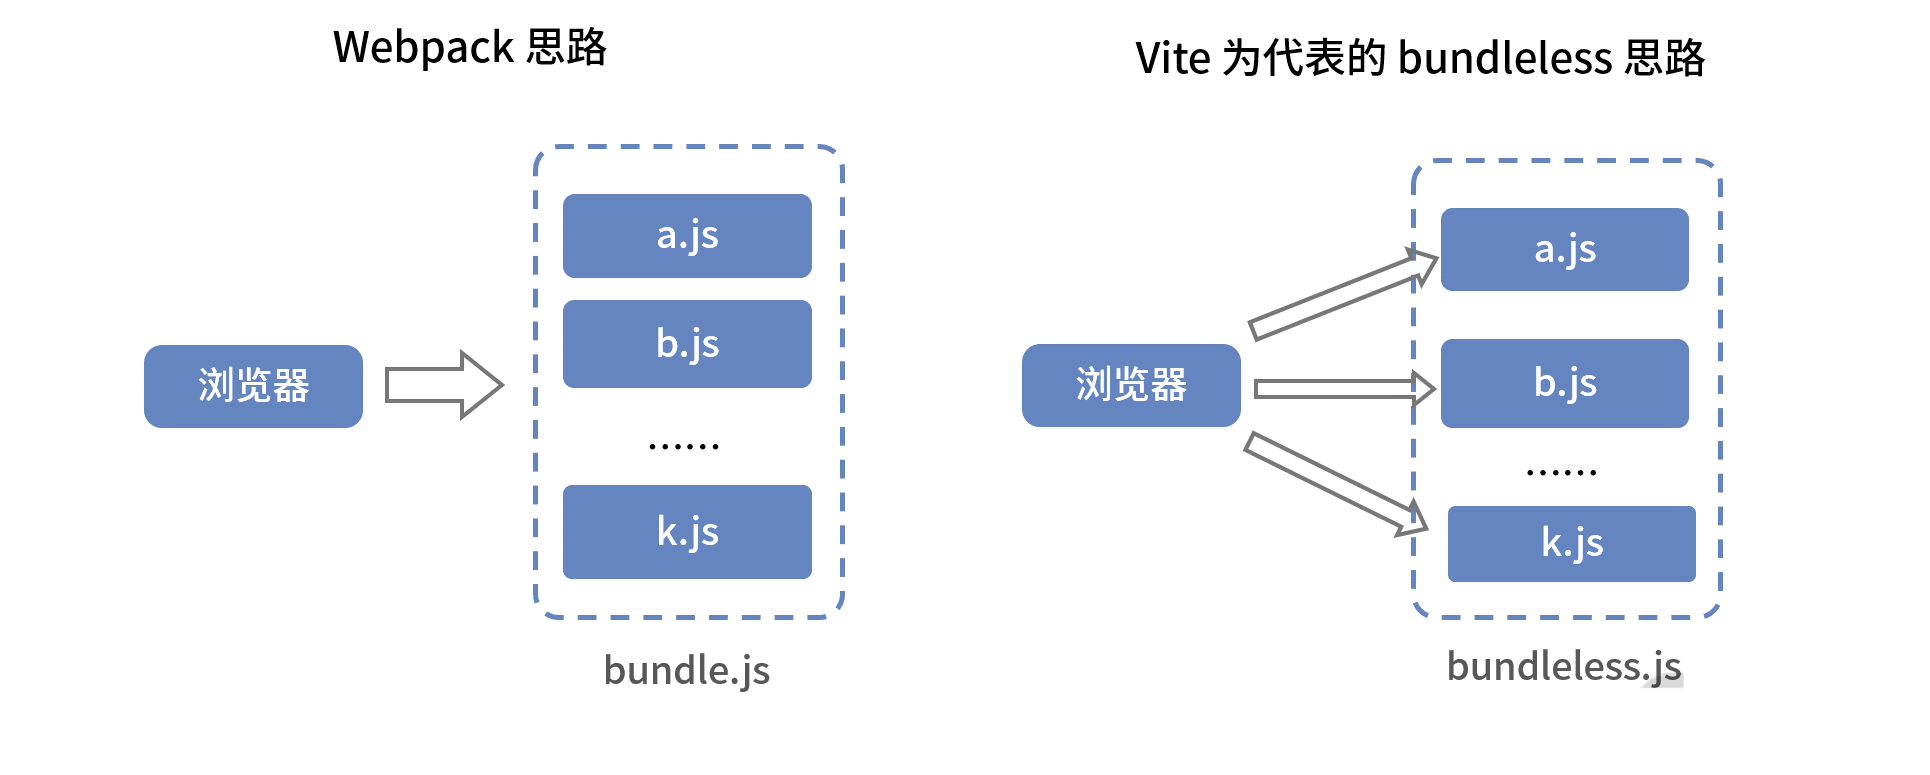 Webpack 思路
浏览器
a.js
b.js
······
k.js
bundle.js
Vite 为代表的 bundleless 思路
浏览器
a.js
b.js
······
k.js
bundleless.js